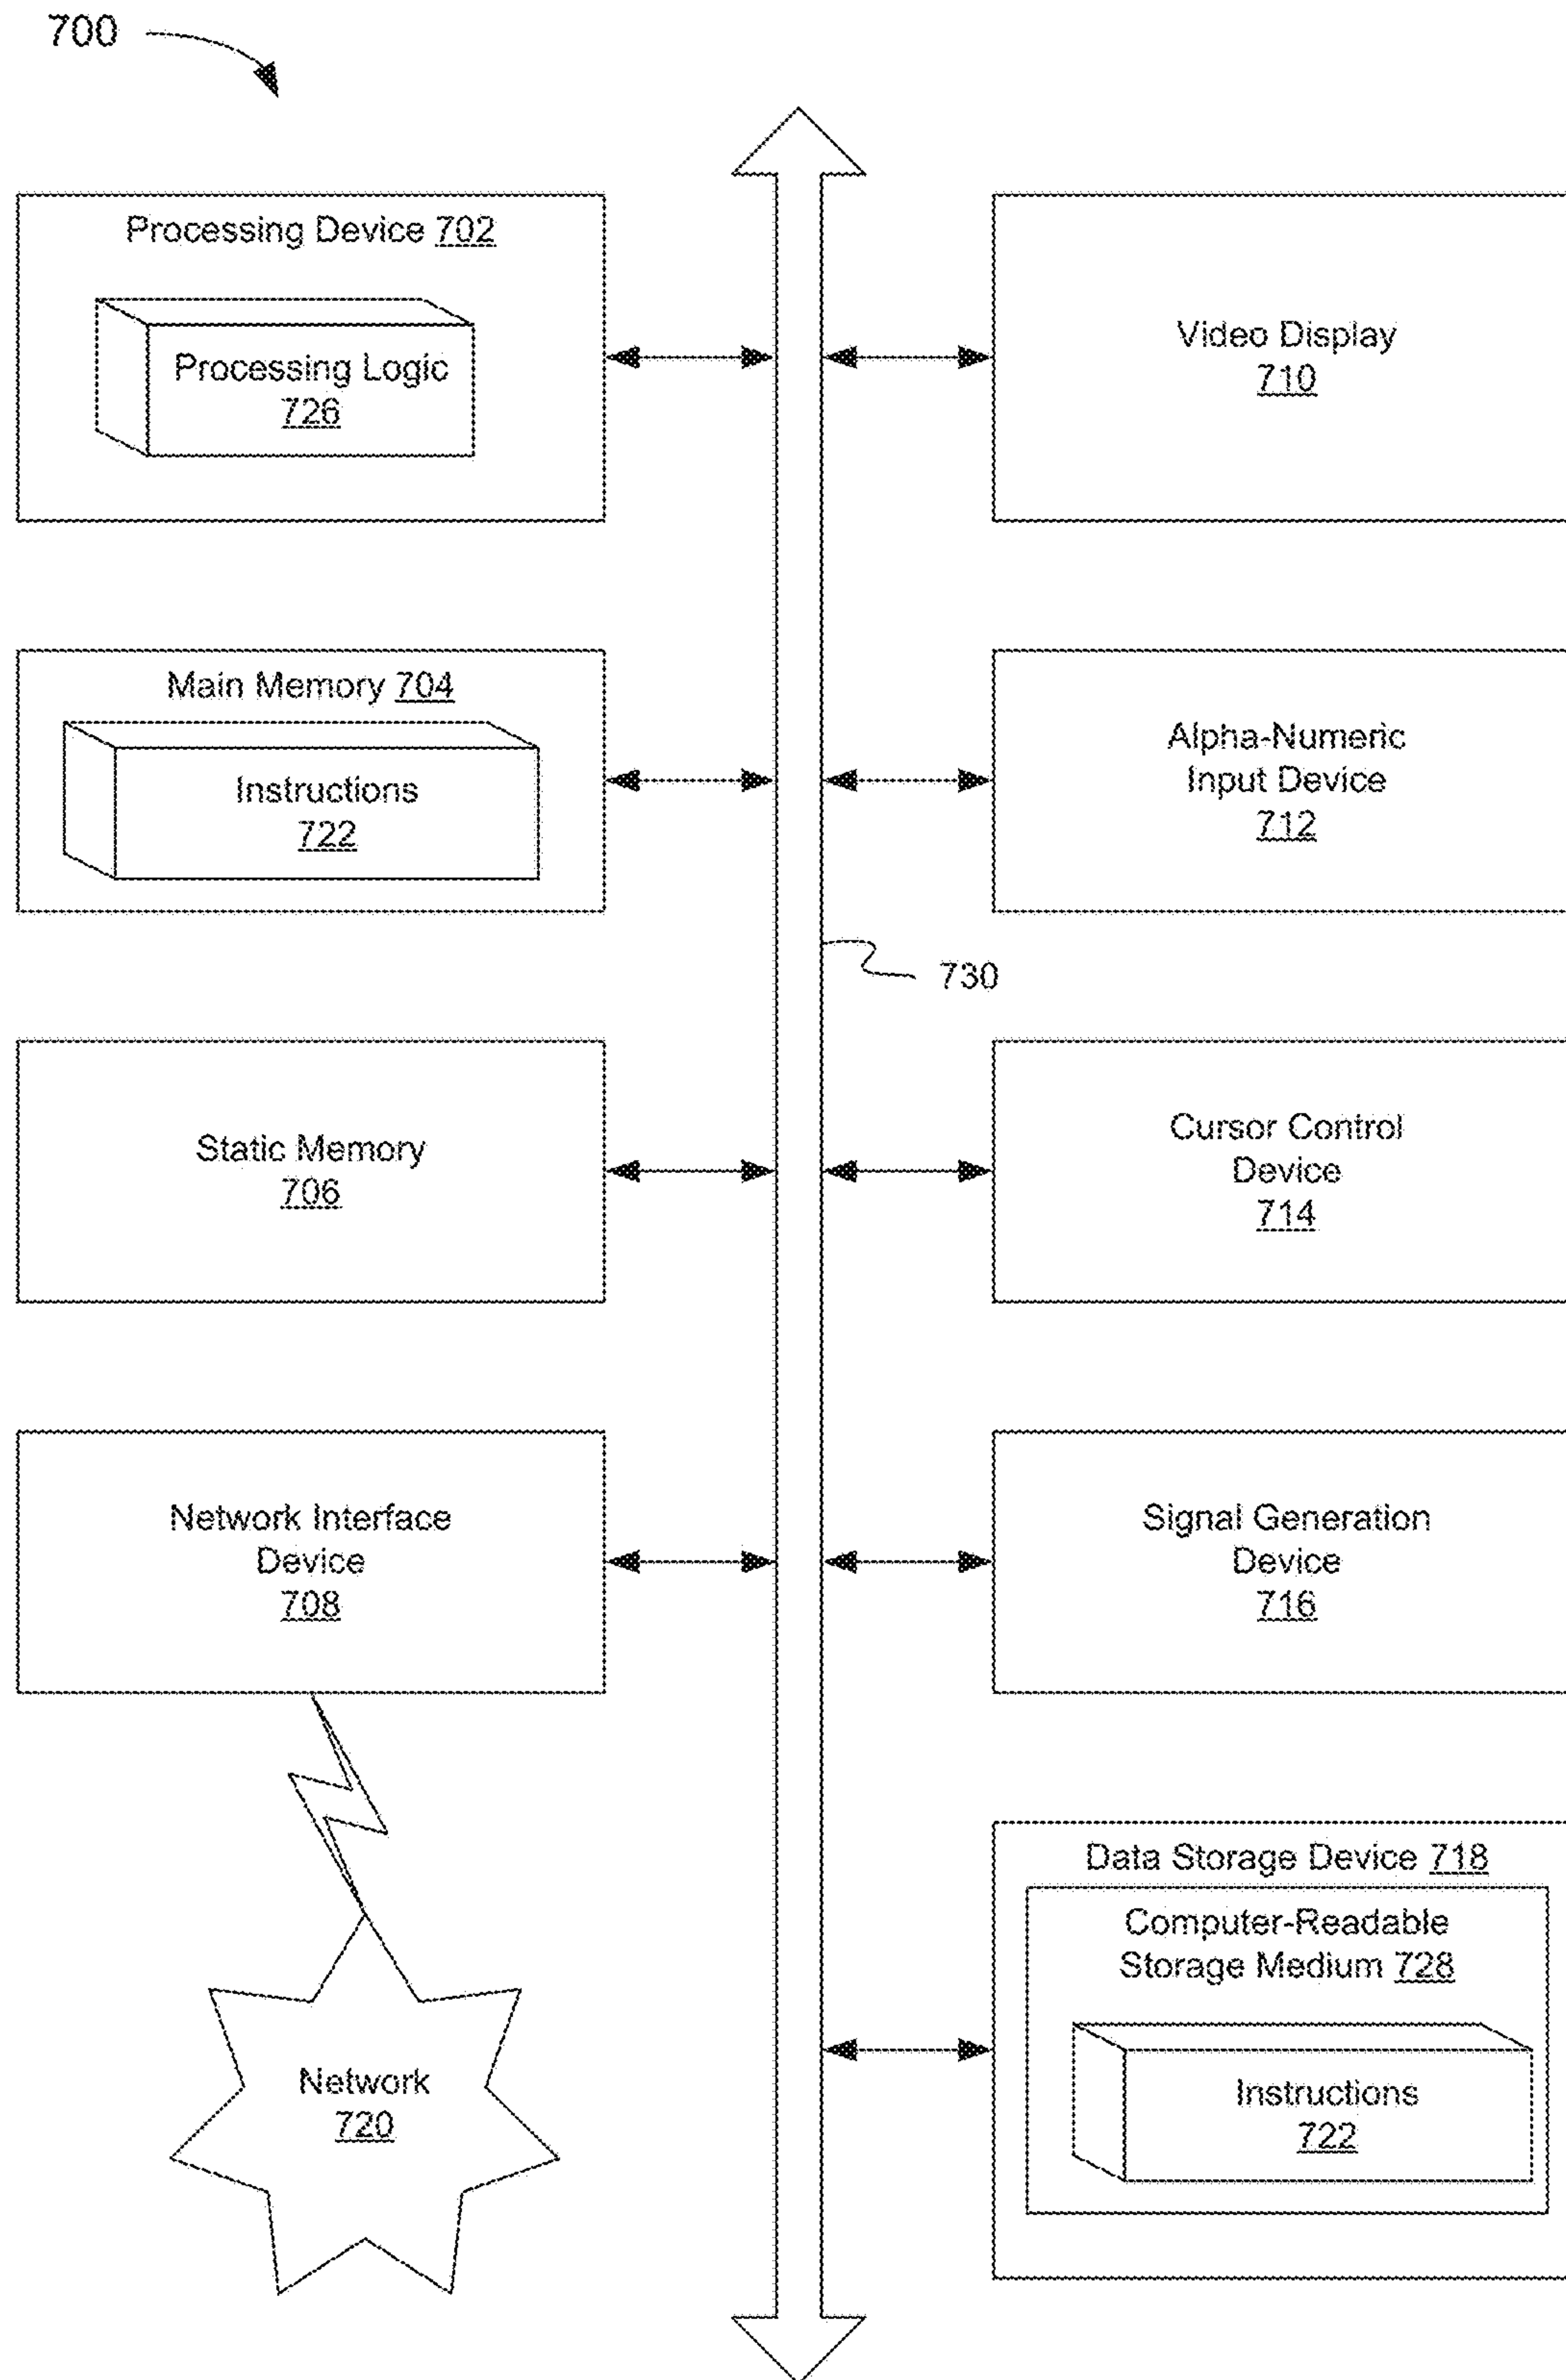 700
Processing Device 702
Processing Logic
726
Video Display
710
Main Memory 704
Instructions
722
Alpha-Numeric
Input Device
712
730
Static Memory
706
Cursor Control
Device
714
Network Interface
Device
708
Signal Generation
Device
716
Data Storage Device 718
Computer-Readable
Storage Medium 728
Instructions
722
Network
720